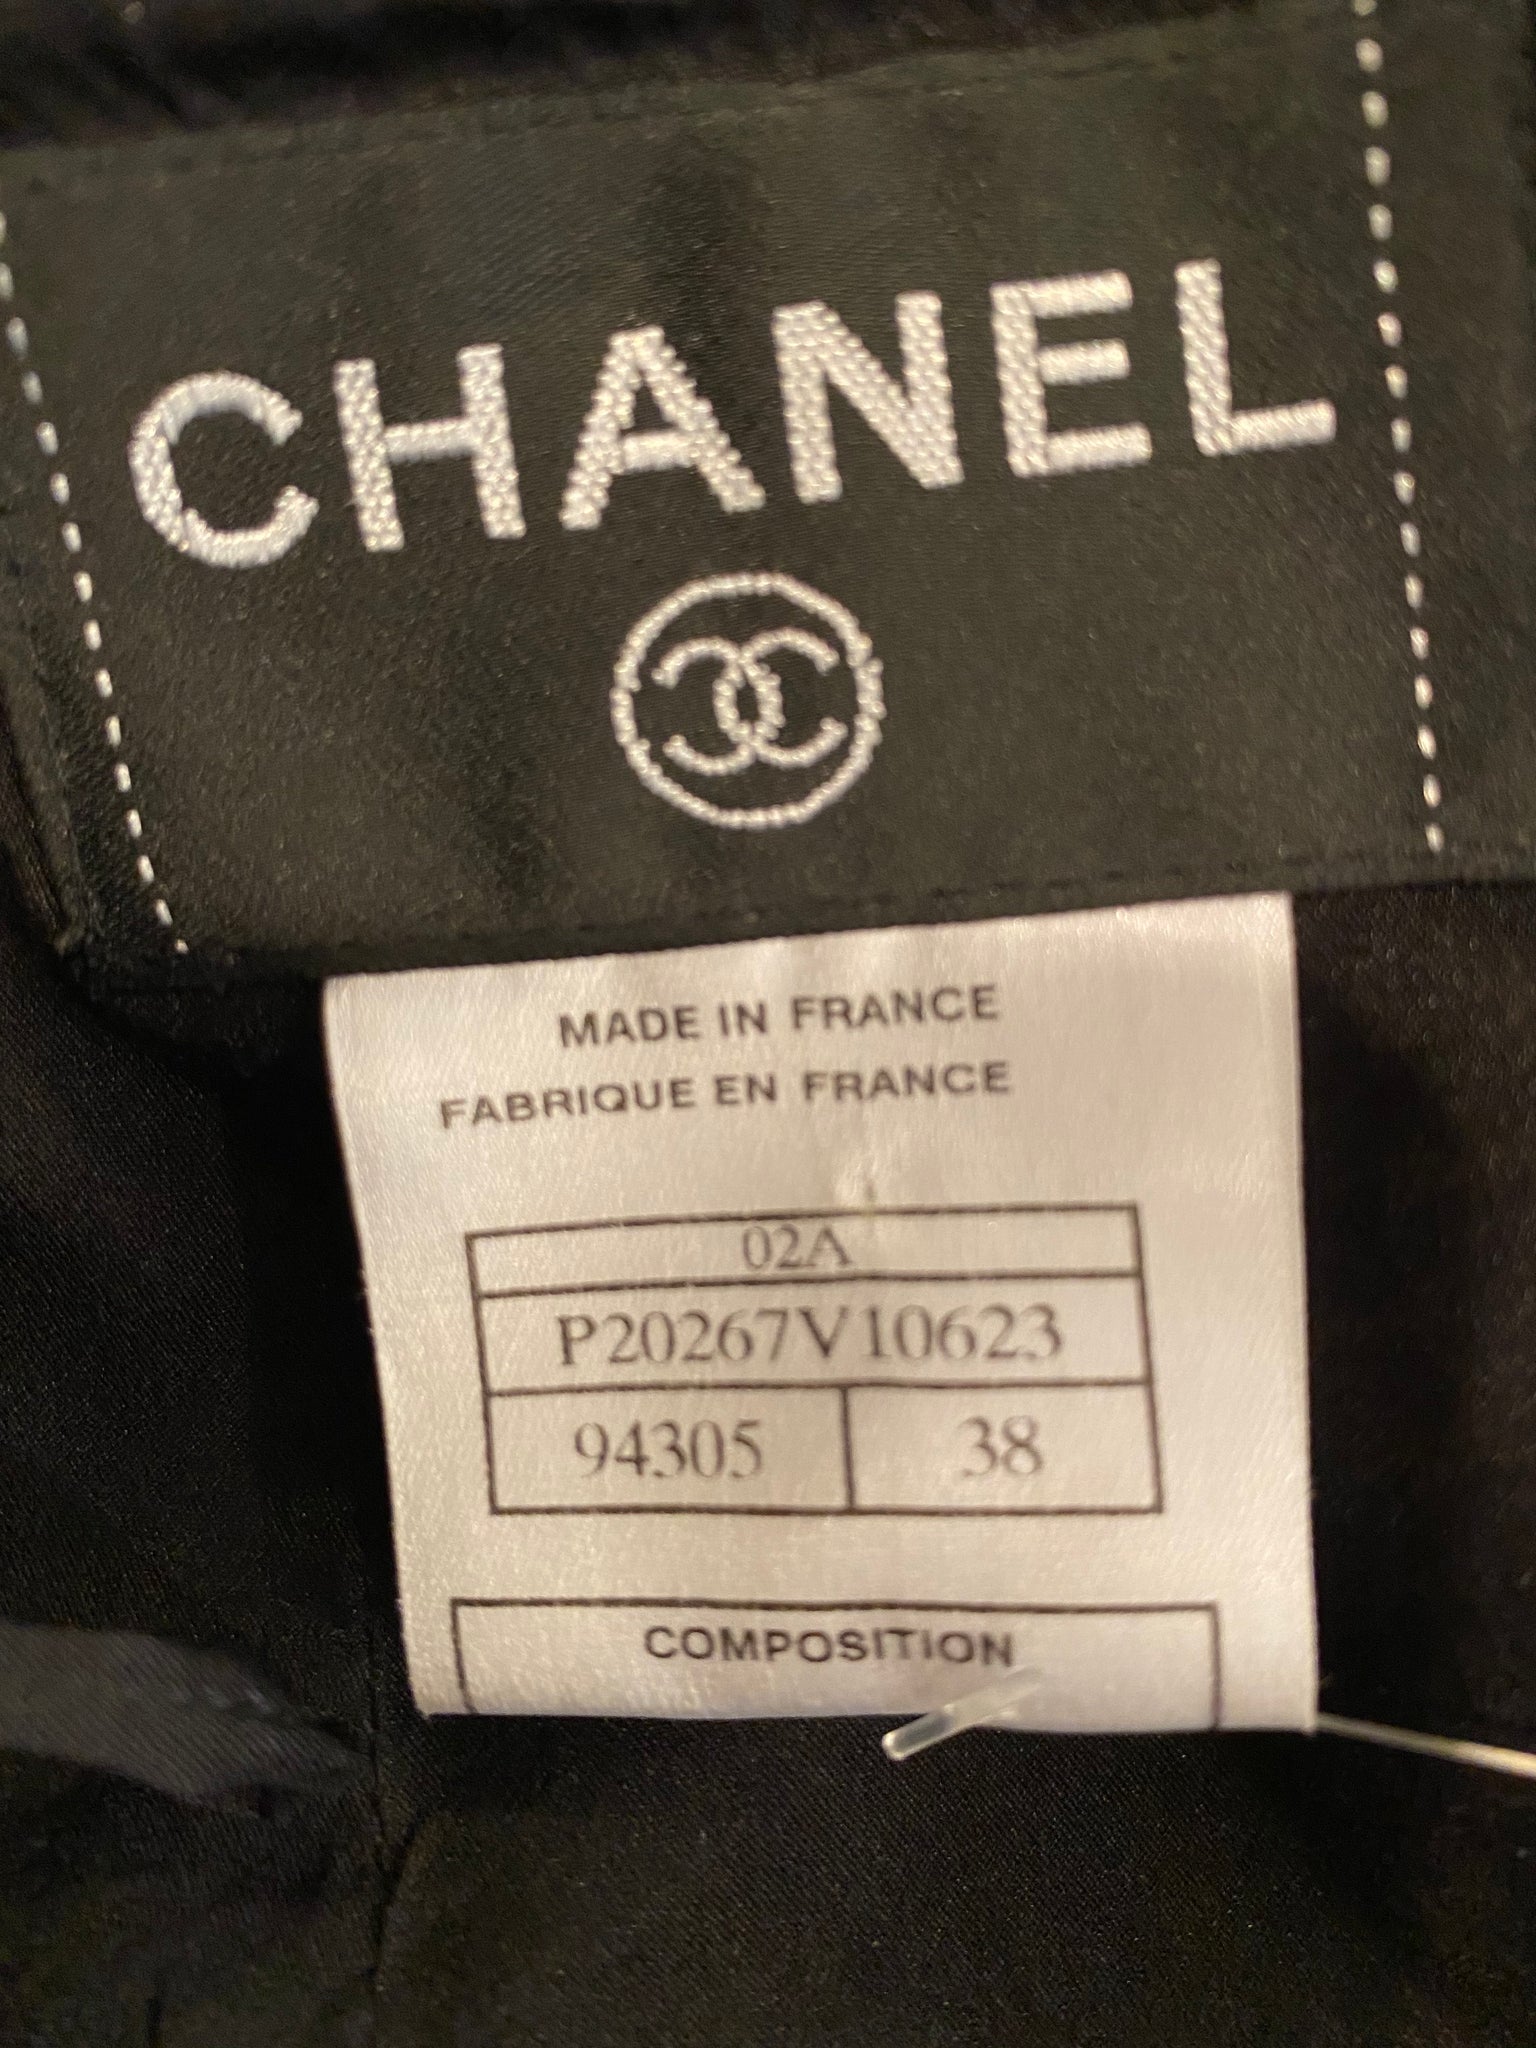 CHANEL
MADE IN FRANCE
FABRIQUE EN FRANCE
02A
P20267V10623
94305 38
COMPOSITION